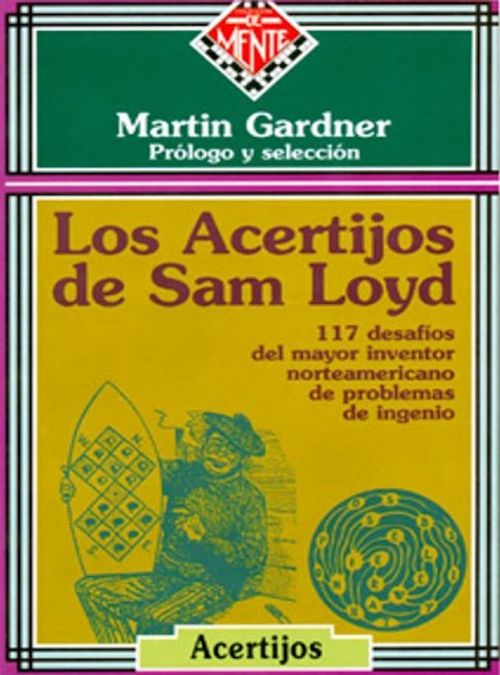 DE
MENTE
Martin Gardner
Prólogo y selección
Los Acertijos
de Sam Loyd
117 desafíos
del mayor inventor
norteamericano
de problemas
de ingenio
Acertijos